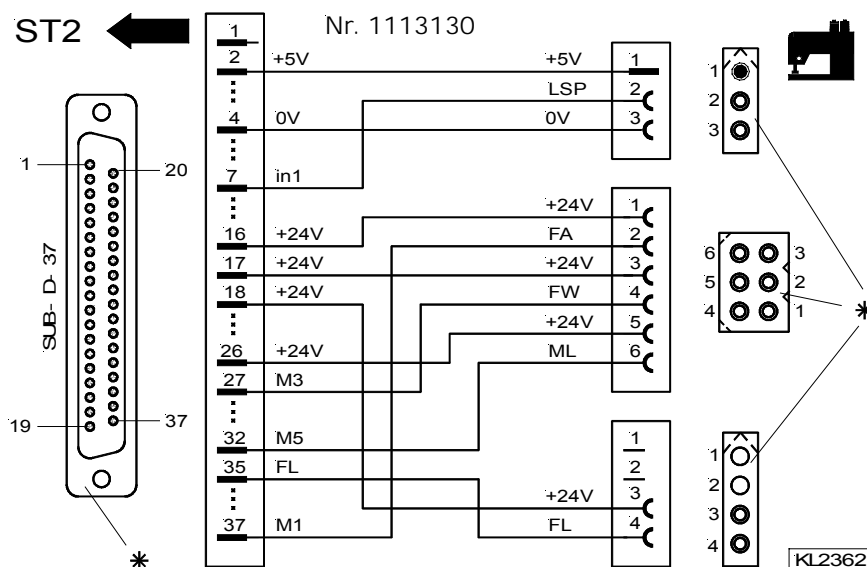 ST2
Nr. 1113130
1
20
SUB- D- 37
19
37
1
2 +5V
4 0V
7 in1
16 +24V
17 +24V
18 +24V
26 +24V
27 M3
32 M5
35 FL
37 M1
+5V 1
LSP 2
0V 3
+24V 1
FA 2
+24V 3
FW 4
+24V 5
ML 6
1
2
+24V 3
FL 4
1
2
3
6 3
5 2
4 1
*
1
2
3
4
*
KL2362